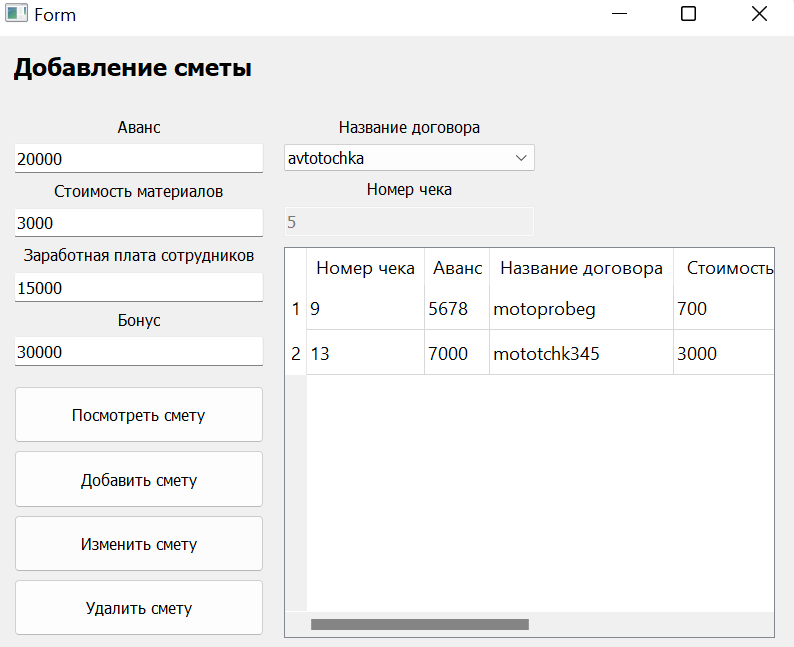 Form
Добавление сметы
Аванс
20000
Стоимость материалов
3000
Заработная плата сотрудников
15000
Бонус
30000
Посмотреть смету
Добавить смету
Изменить смету
Удалить смету
Название договора
avtotochka
Номер чека
5
Номер чека Аванс Название договора Стоимость
1 9 5678 motoprobeg 700
2 13 7000 mototchk345 3000